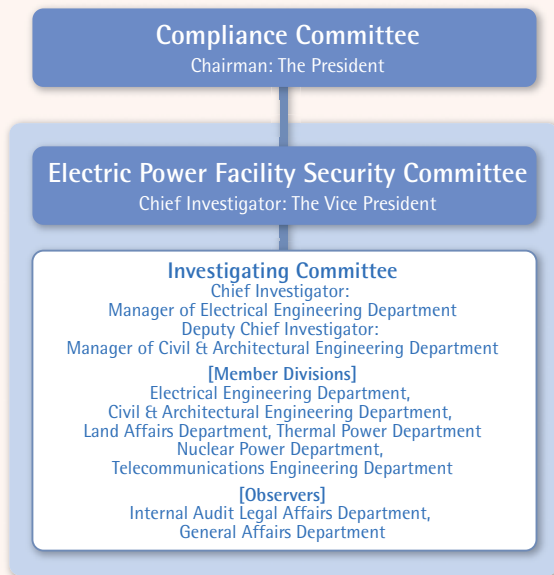 Compliance Committee
Chairman: The President
Electric Power Facility Security Committee
Chief Investigator: The Vice President
Investigating Committee
Chief Investigator:
Manager of Electrical Engineering Department
Deputy Chief Investigator:
Manager of Civil & Architectural Engineering Department
[Member Divisions]
Electrical Engineering Department,
Civil & Architectural Engineering Department,
Land Affairs Department, Thermal Power Department
Nuclear Power Department,
Telecommunications Engineering Department
[Observers]
Internal Audit Legal Affairs Department,
General Affairs Department